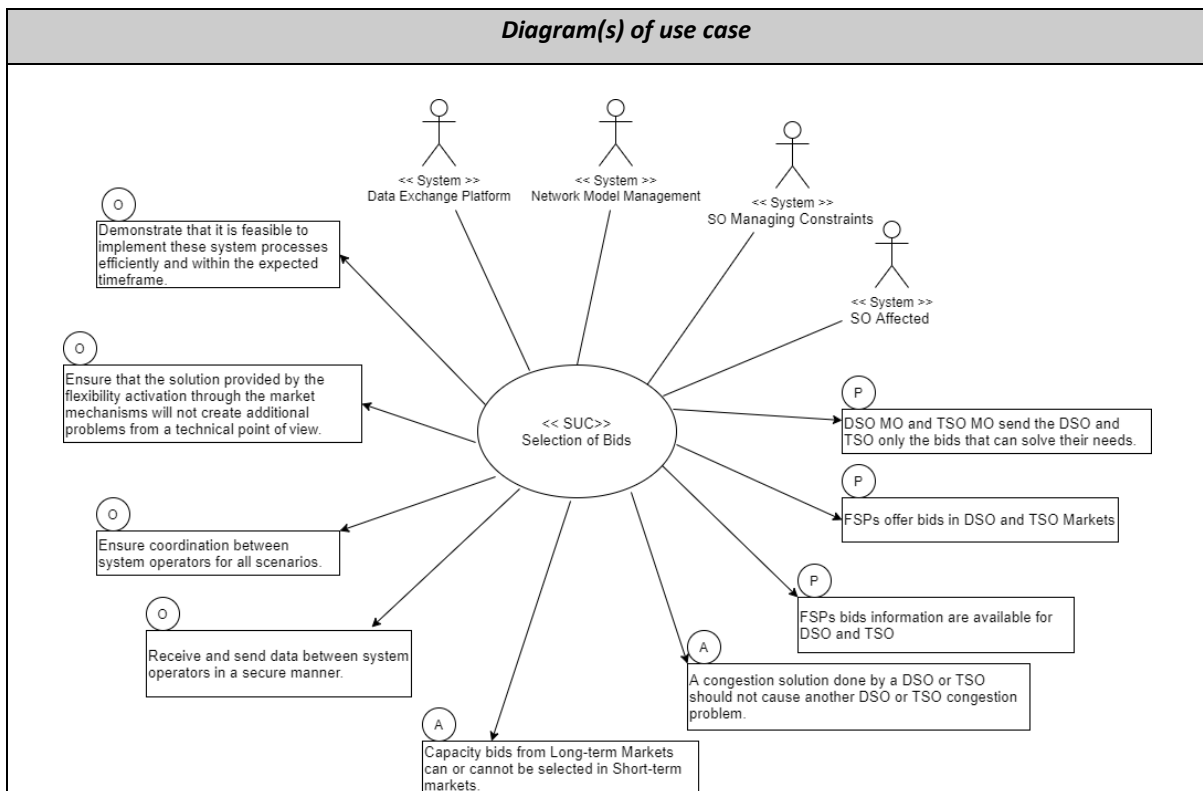 Diagram(s) of use case
<< System >>
Data Exchange Platform
<< System >>
Network Model Management
<< System >>
SO Managing Constraints
<< System >>
SO Affected
O
Demonstrate that it is feasible to
implement these system processes
efficiently and within the expected
timeframe.
O
Ensure that the solution provided by the
flexibility activation through the market
mechanisms will not create additional
problems from a technical point of view.
<< SUC>>
Selection of Bids
P
DSO MO and TSO MO send the DSO and
TSO only the bids that can solve their needs.
P
FSPs offer bids in DSO and TSO Markets
O
Ensure coordination between
system operators for all scenarios.
P
FSPs bids information are available for
DSO and TSO
O
Receive and send data between system
operators in a secure manner.
A
A congestion solution done by a DSO or TSO
should not cause another DSO or TSO congestion
problem.
A
Capacity bids from Long-term Markets
can or cannot be selected in Short-term
markets.